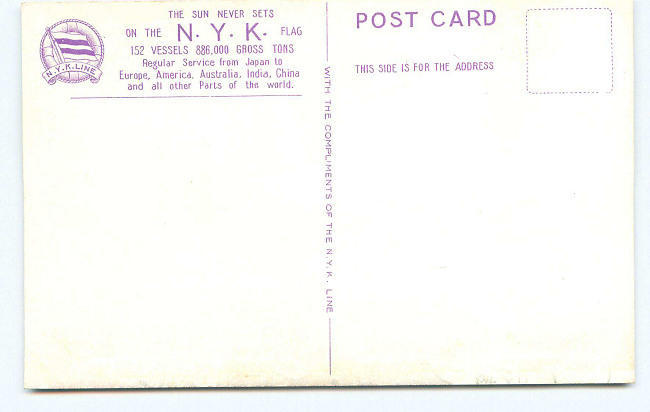 THE SUN NEVER SETS
ON THE N. Y. K. FLAG
152 VESSELS 886,000 GROSS TONS
Regular Service from Japan to
Europe, America, Australia, India, China
and all other Parts of the world.
N.Y.K.LINE
WITH THE COMPLIMENTS OF THE N.Y.K. LINE
POST CARD
THIS SIDE IS FOR THE ADDRESS